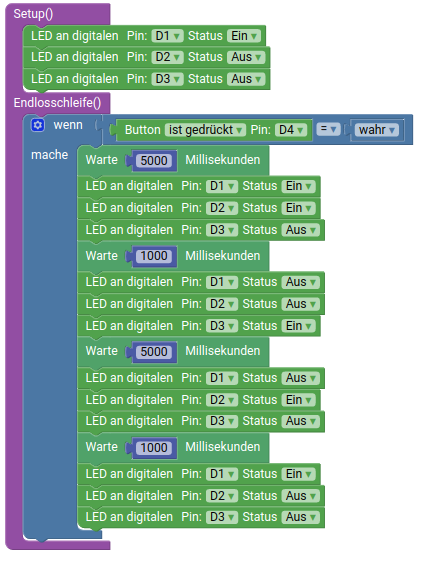 Setup()
LED an digitalen Pin: D1 Status Ein
LED an digitalen Pin: D2 Status Aus
LED an digitalen Pin: D3 Status Aus
Endlosschleife()
wenn Button ist gedrückt Pin: D4 = wahr
mache Warte 5000 Millisekunden
LED an digitalen Pin: D1 Status Ein
LED an digitalen Pin: D2 Status Ein
LED an digitalen Pin: D3 Status Aus
Warte 1000 Millisekunden
LED an digitalen Pin: D1 Status Aus
LED an digitalen Pin: D2 Status Aus
LED an digitalen Pin: D3 Status Ein
Warte 5000 Millisekunden
LED an digitalen Pin: D1 Status Aus
LED an digitalen Pin: D2 Status Ein
LED an digitalen Pin: D3 Status Aus
Warte 1000 Millisekunden
LED an digitalen Pin: D1 Status Ein
LED an digitalen Pin: D2 Status Aus
LED an digitalen Pin: D3 Status Aus